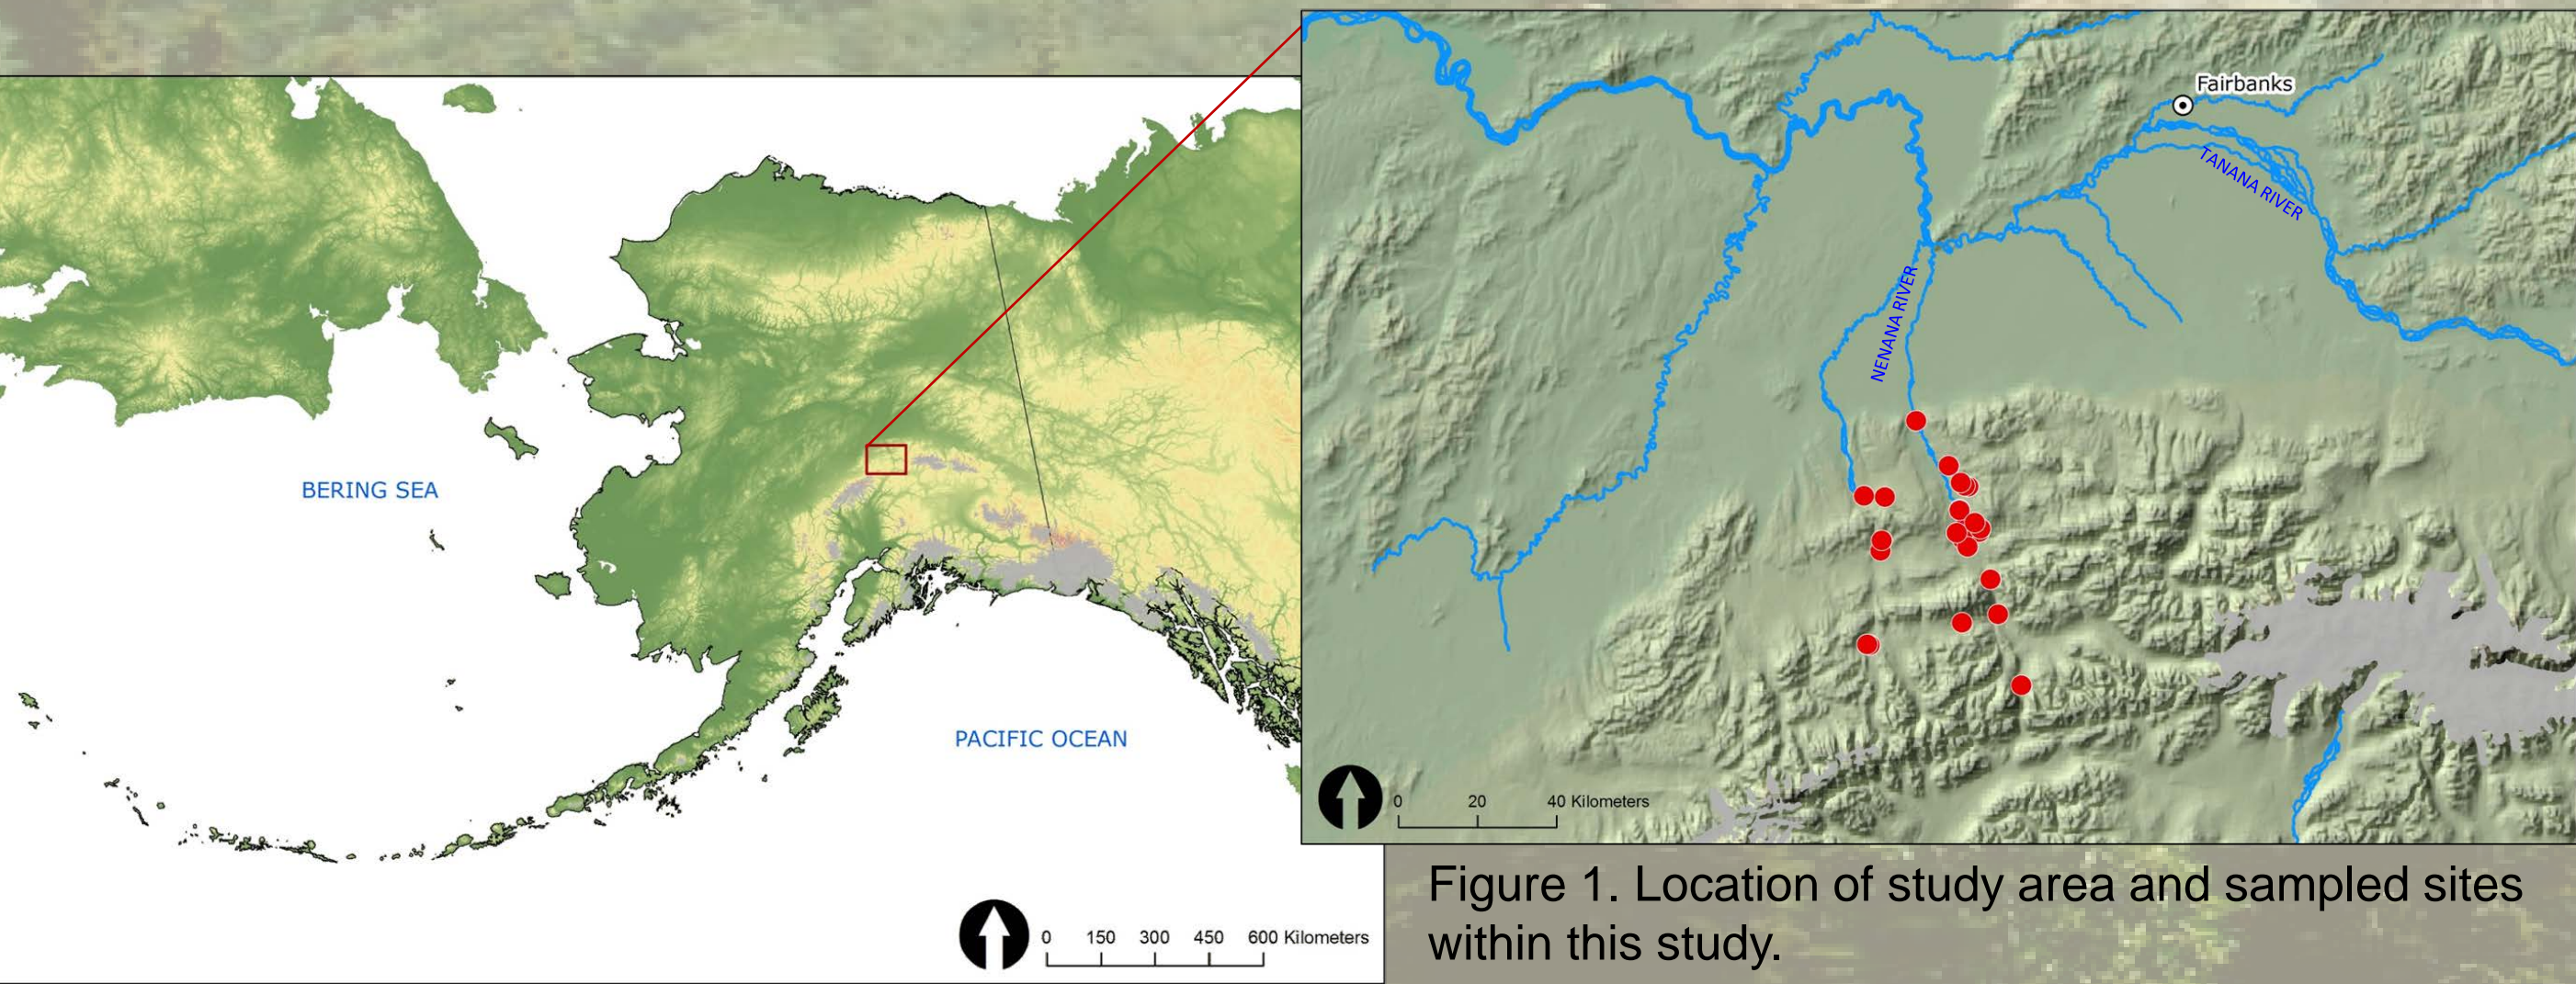 Fairbanks
TANANA RIVER
NENANA RIVER
BERING SEA
PACIFIC OCEAN
0 20 40 Kilometers
0 150 300 450 600 Kilometers
Figure 1. Location of study area and sampled sites
within this study.